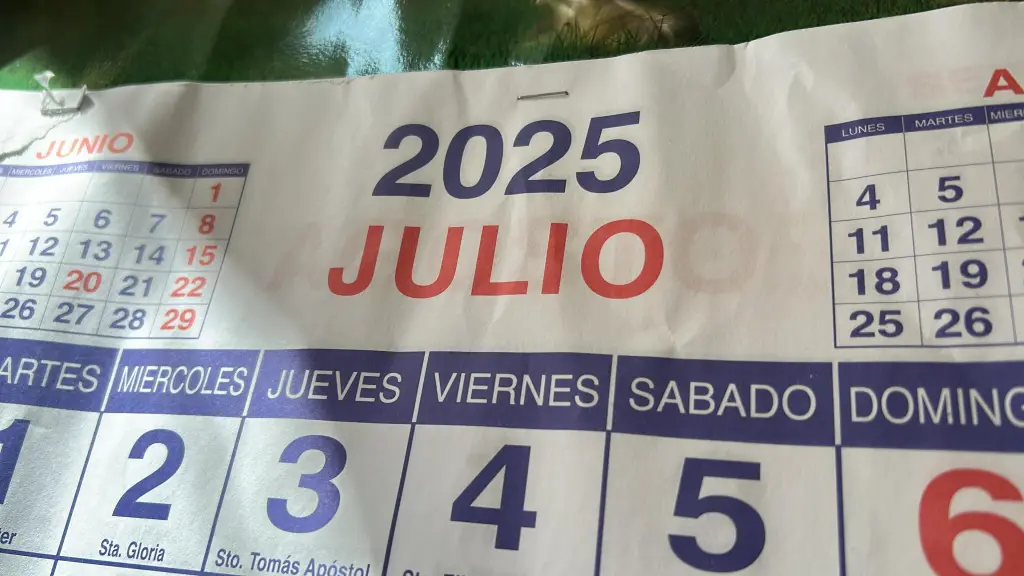 2025
JULIO
JUNIO
MIERCOLES JUEVES VIERNES SABADO DOMINGO
1
4 5 6 7 8
12 13 14 15
19 20 21 22
26 27 28 29
LUNES MARTES
4 5
11 12
18 19
25 26
MIERCOLES JUEVES VIERNES SABADO
2 3 4 5 6
Sta. Gloria Sto. Tomás Apóstol